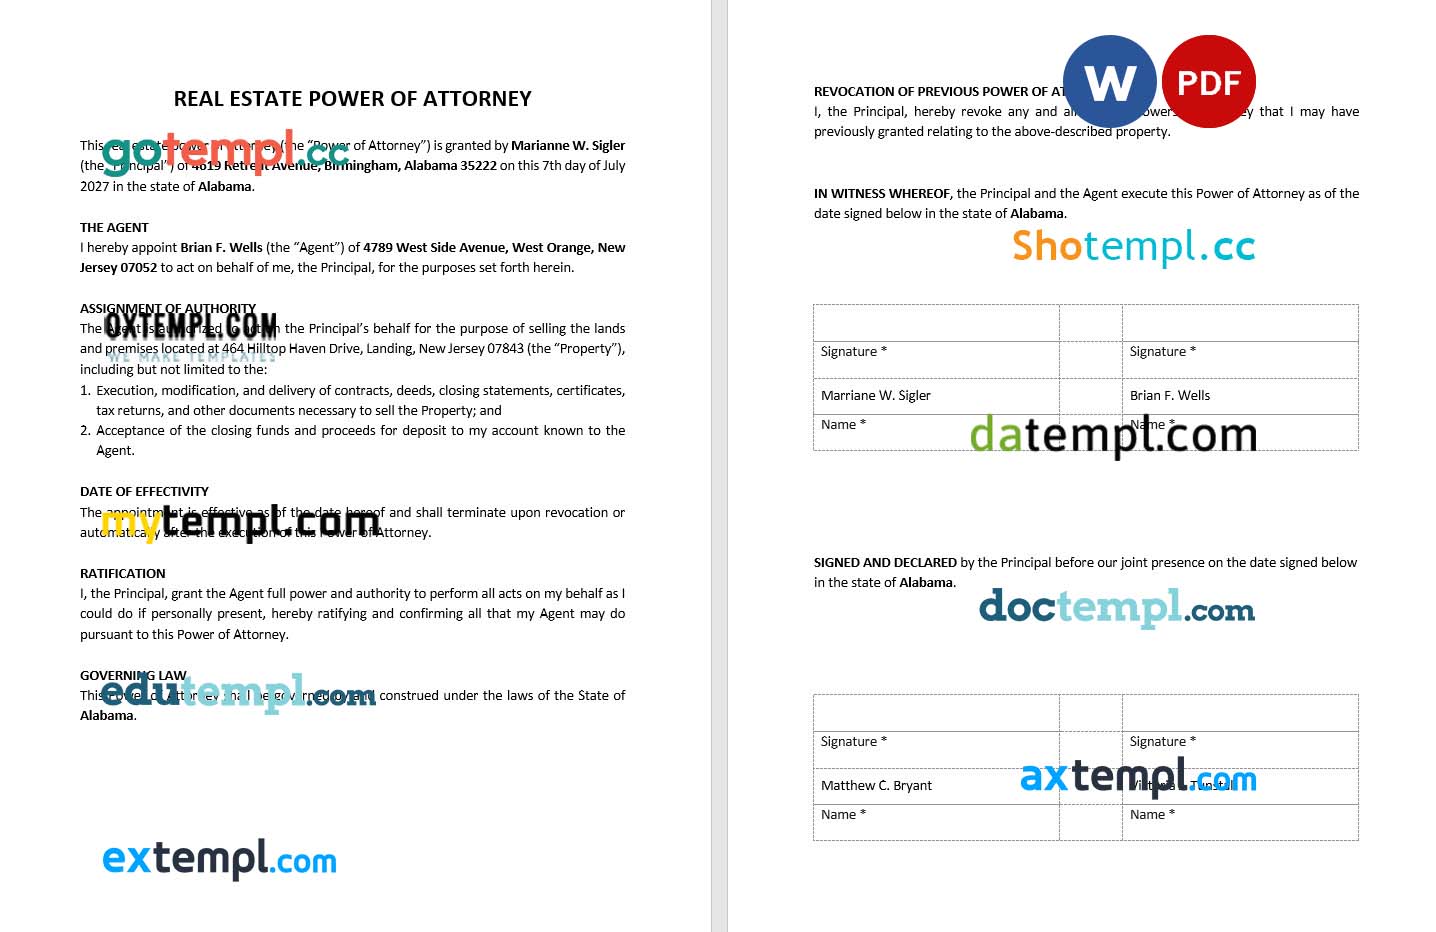 REAL ESTATE POWER OF ATTORNEY
This real estate power of attorney (the “Power of Attorney”) is granted by Marianne W. Sigler
gotempl.cc
(the “Principal”) of 4619 Retreat Avenue, Birmingham, Alabama 35222 on this 7th day of July
2027 in the state of Alabama.
THE AGENT
I hereby appoint Brian F. Wells (the “Agent”) of 4789 West Side Avenue, West Orange, New
Jersey 07052 to act on behalf of me, the Principal, for the purposes set forth herein.
ASSIGNMENT OF AUTHORITY
The Agent is authorized to act on the Principal’s behalf for the purpose of selling the lands
OXTEMPL.COM
and premises located at 464 Hilltop Haven Drive, Landing, New Jersey 07843 (the “Property”),
WE MAKE TEMPLATES
including but not limited to the:
1. Execution, modification, and delivery of contracts, deeds, closing statements, certificates,
tax returns, and other documents necessary to sell the Property; and
2. Acceptance of the closing funds and proceeds for deposit to my account known to the
Agent.
DATE OF EFFECTIVITY
The appointment is effective as of the date hereof and shall terminate upon revocation or
mytempl.com
automatically after the execution of this Power of Attorney.
RATIFICATION
I, the Principal, grant the Agent full power and authority to perform all acts on my behalf as I
could do if personally present, hereby ratifying and confirming all that my Agent may do
pursuant to this Power of Attorney.
GOVERNING LAW
This Power of Attorney shall be governed by and construed under the laws of the State of
edutempl.com
Alabama.
extempl.com
W PDF
REVOCATION OF PREVIOUS POWER OF AT
I, the Principal, hereby revoke any and all powers that I may have
previously granted relating to the above-described property.
IN WITNESS WHEREOF, the Principal and the Agent execute this Power of Attorney as of the
date signed below in the state of Alabama.
Shotempl.cc
Signature * Signature *
Marriane W. Sigler Brian F. Wells
Name * Name *
datempl.com
SIGNED AND DECLARED by the Principal before our joint presence on the date signed below
in the state of Alabama.
doctempl.com
Signature * Signature *
axtempl.com
Matthew C. Bryant
Name * Name *